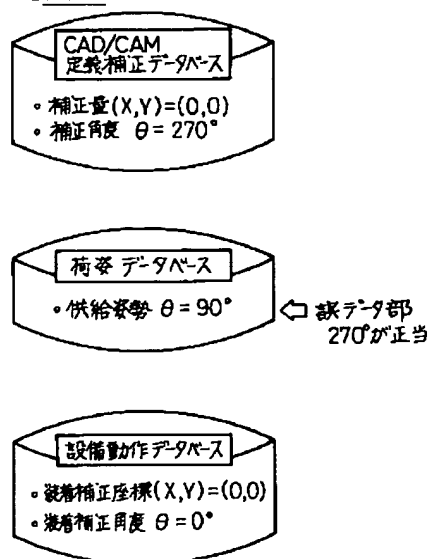 CAD/CAM
定義補正データベース
・補正量(X,Y)=(0,0)
・補正角度 θ=270°
荷姿データベース
・供給姿勢 θ=90°
⇦ 誤データ部
270°が正当
設備動作データベース
・装着補正座標(X,Y)=(0,0)
・装着補正角度 θ=0°